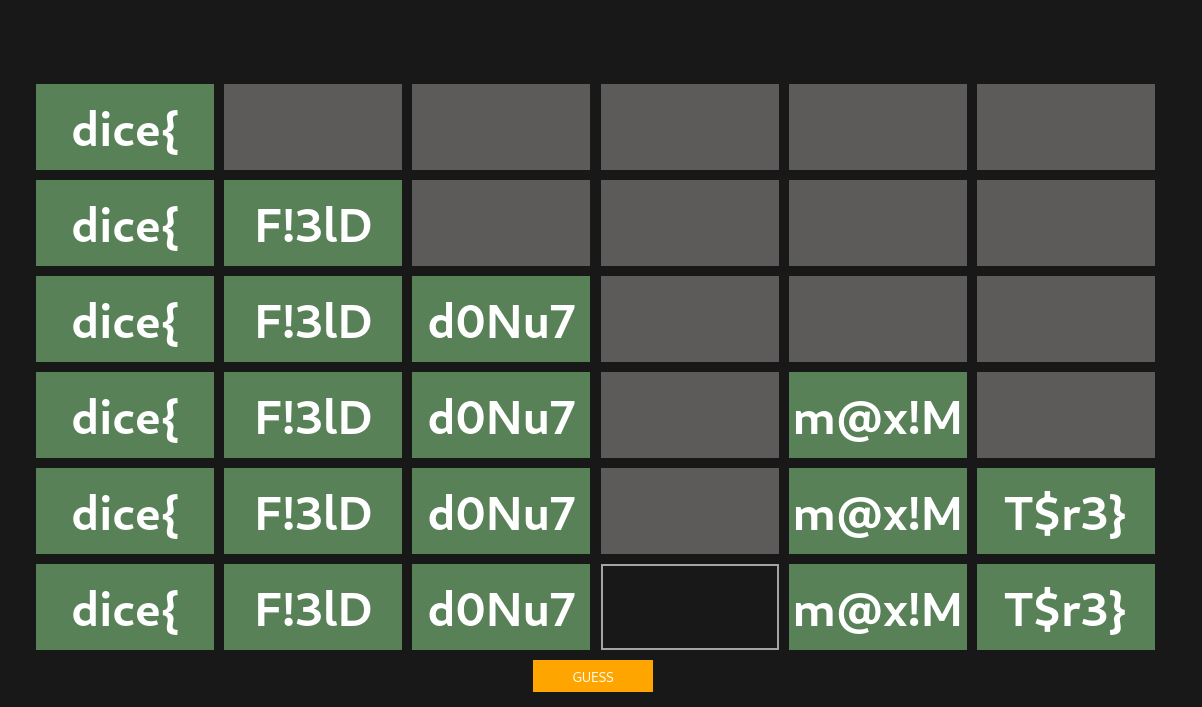 dice{
dice{ F!3lD
dice{ F!3lD d0Nu7
dice{ F!3lD d0Nu7 m@x!M
dice{ F!3lD d0Nu7 m@x!M T$r3}
dice{ F!3lD d0Nu7 m@x!M T$r3}
GUESS